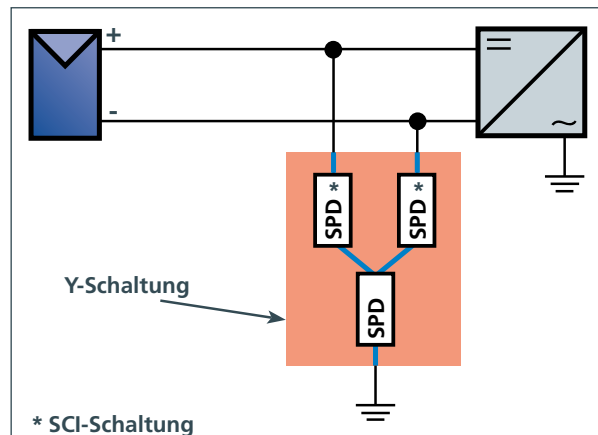 +
-
SPD *
SPD *
Y-Schaltung
SPD
* SCI-Schaltung